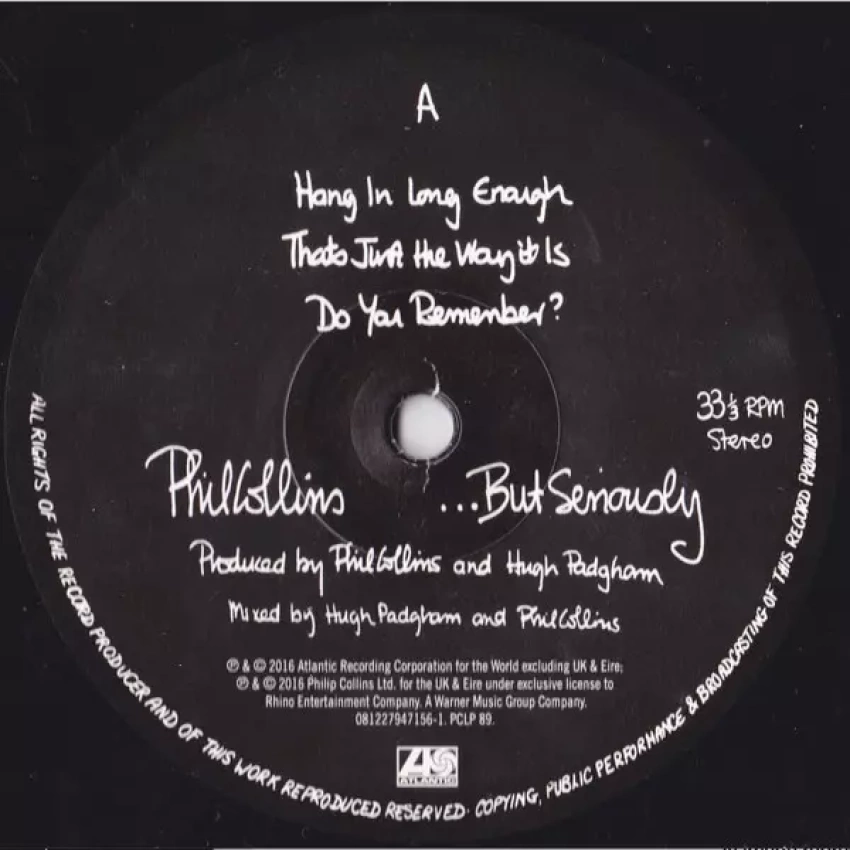 A
Hang In Long Enough
Thats Just the Way it Is
Do You Remember?
33⅓ RPM
Stereo
Phil Collins ...But Seriously
Produced by Phil Collins and Hugh Padgham
Mixed by Hugh Padgham and Phil Collins
℗ & © 2016 Atlantic Recording Corporation for the World excluding UK & Eire;
℗ & © 2016 Philip Collins Ltd. for the UK & Eire under exclusive license to
Rhino Entertainment Company. A Warner Music Group Company.
081227947156-1. PCLP 89.
ATLANTIC
ALL RIGHTS OF THE RECORD PRODUCER AND OF THIS WORK REPRODUCED RESERVED· COPYING, PUBLIC PERFORMANCE & BROADCASTING OF THIS RECORD PROHIBITED